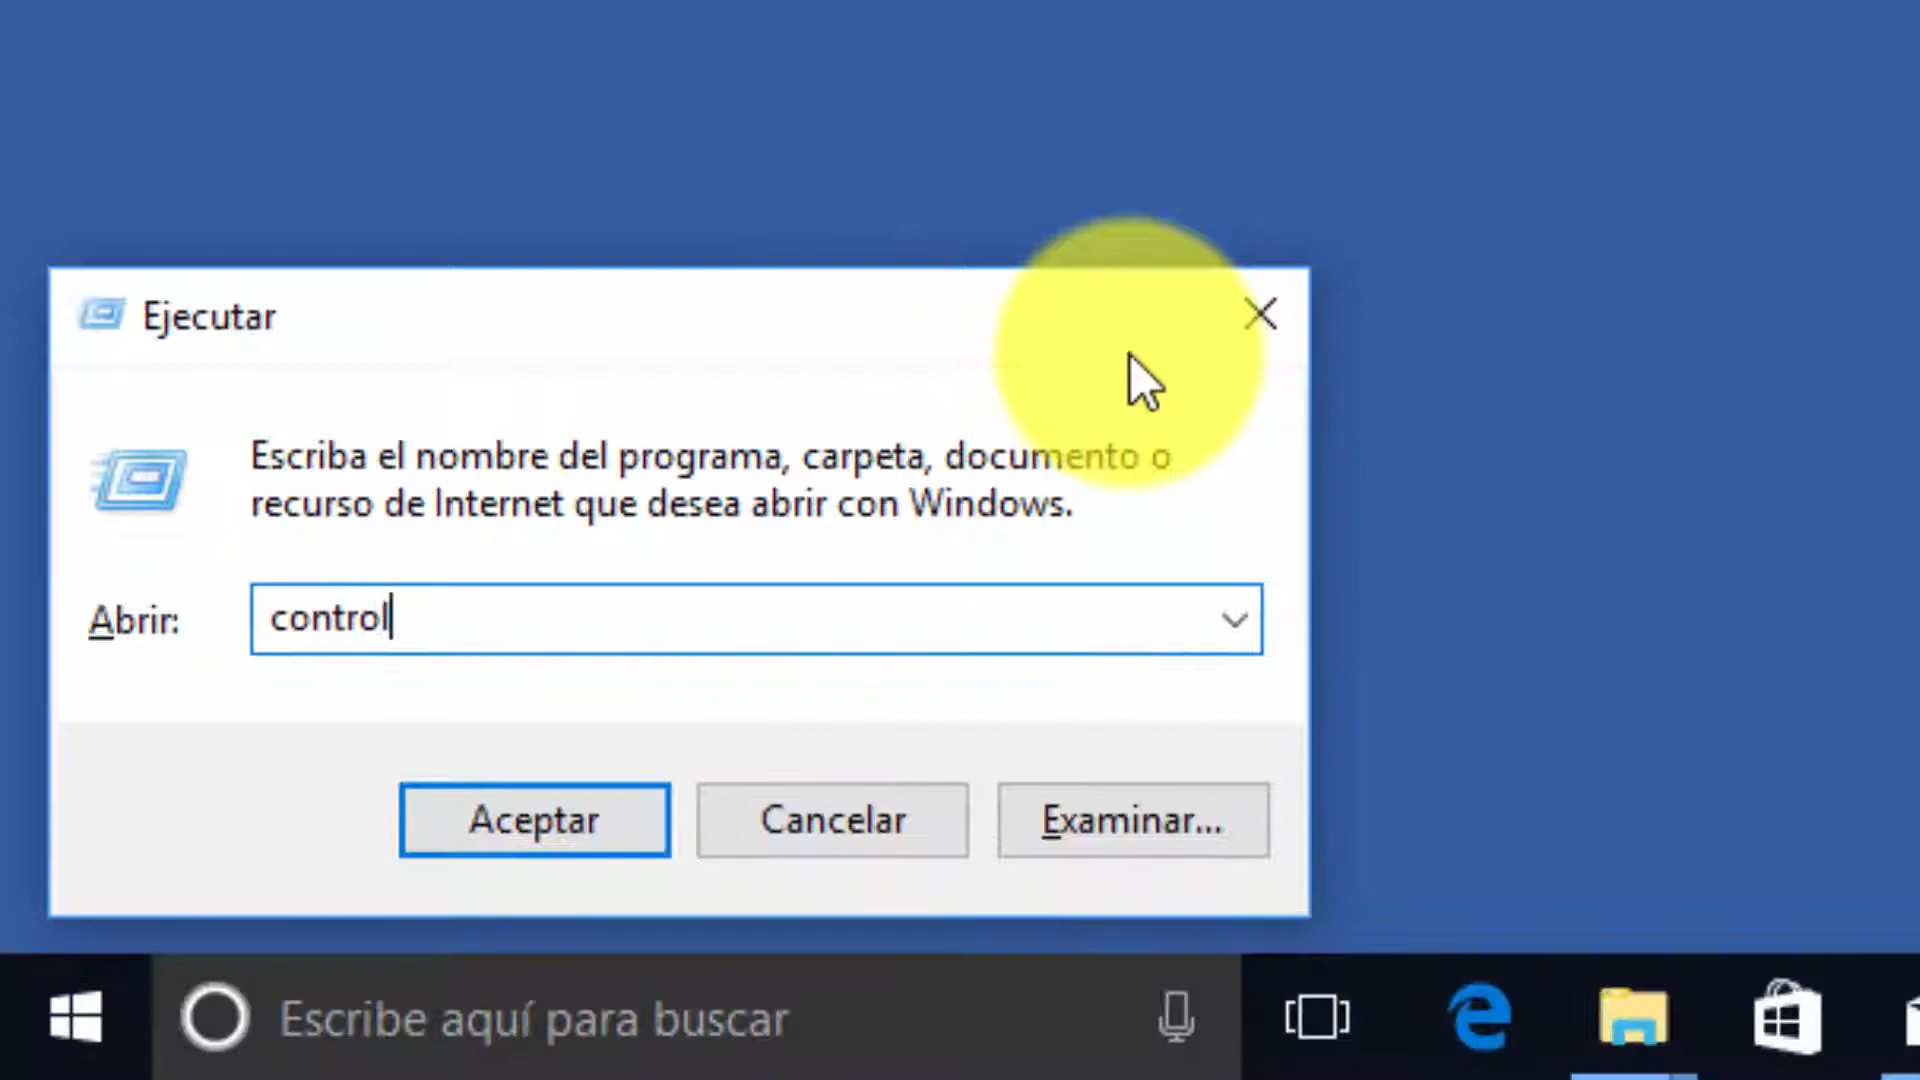 Ejecutar
Escriba el nombre del programa, carpeta, documento o
recurso de Internet que desea abrir con Windows.
Abrir:
control
Aceptar
Cancelar
Examinar...
Escribe aquí para buscar